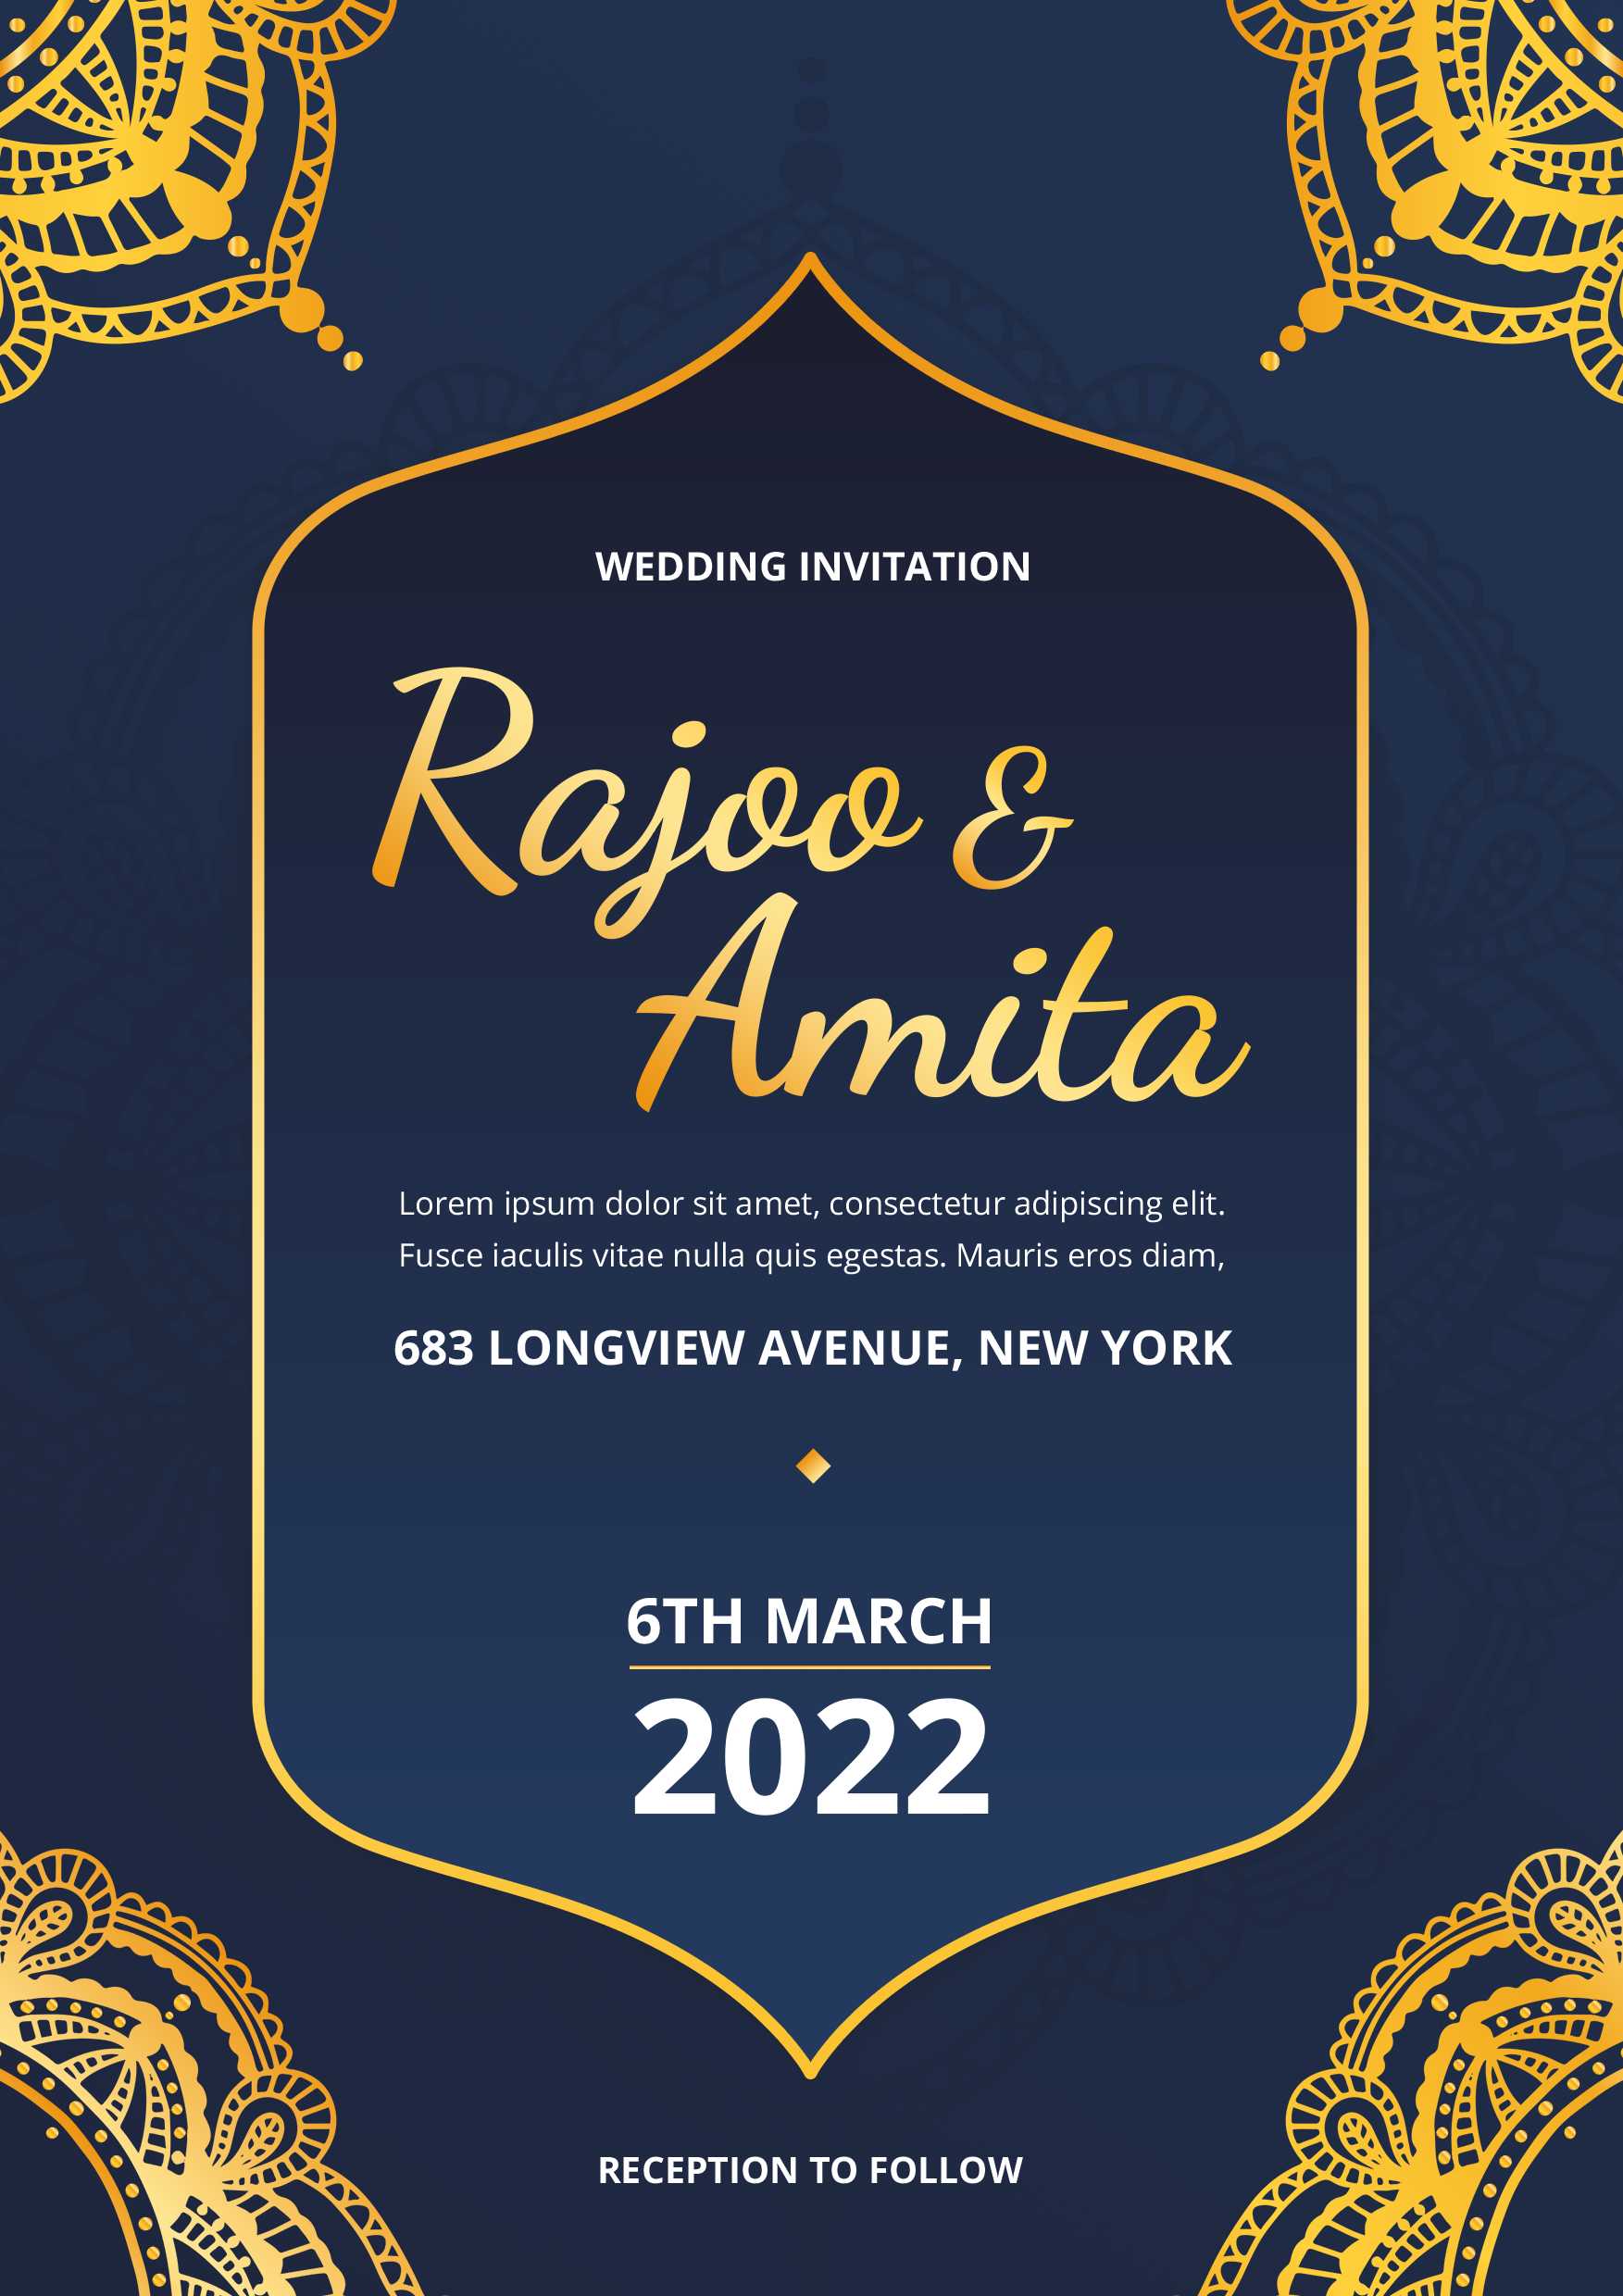 WEDDING INVITATION
Rajoo &
Amita
Lorem ipsum dolor sit amet, consectetur adipiscing elit.
Fusce iaculis vitae nulla quis egestas. Mauris eros diam,
683 LONGVIEW AVENUE, NEW YORK
6TH MARCH
2022
RECEPTION TO FOLLOW